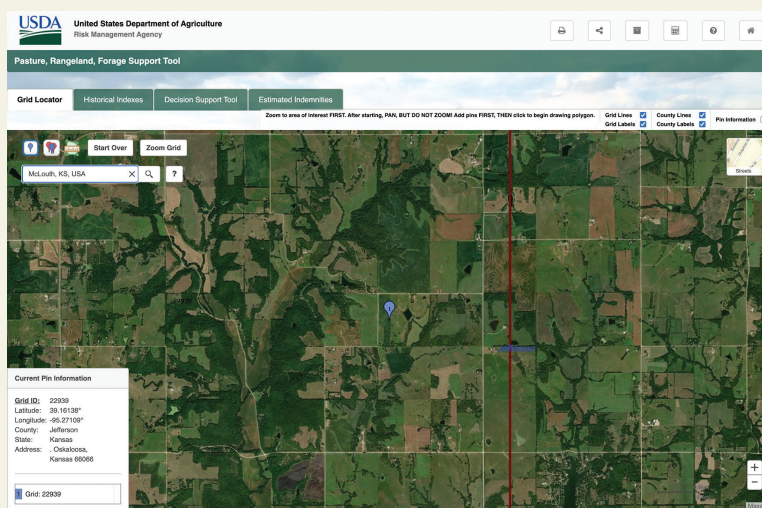 USDA
United States Department of Agriculture
Risk Management Agency
Pasture, Rangeland, Forage Support Tool
Grid Locator
Historical Indexes
Decision Support Tool
Estimated Indemnities
Zoom to area of interest FIRST. After starting, PAN, BUT DO NOT ZOOM! Add pins FIRST, THEN click to begin drawing polygon.
Grid Lines
County Lines
Pin Information
Grid Labels
County Labels
Start Over
Zoom Grid
McLouth, KS, USA
?
Streets
1
Current Pin Information
Grid ID: 22939
Latitude: 39.16138°
Longitude: -95.27109°
County: Jefferson
State: Kansas
Address: . Oskaloosa,
Kansas 66066
1 Grid: 22939
+
−